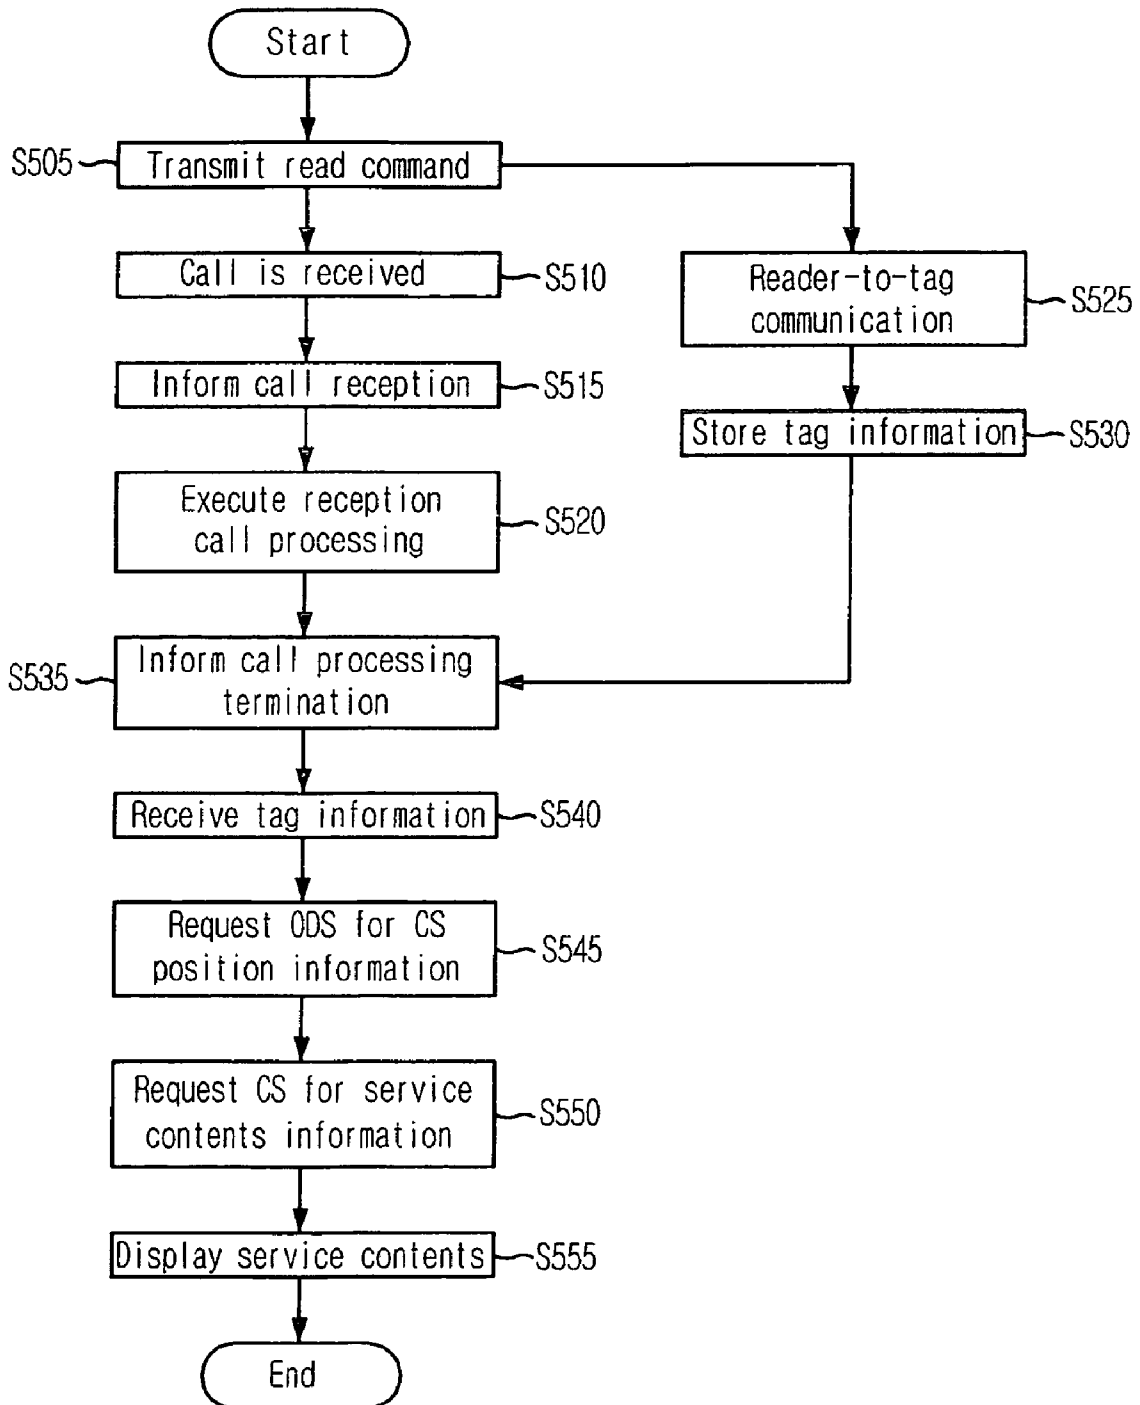 Start
S505
Transmit read command
Call is received
S510
Reader-to-tag
communication
S525
Inform call reception
S515
Store tag information
S530
Execute reception
call processing
S520
S535
Inform call processing
termination
Receive tag information
S540
Request ODS for CS
position information
S545
Request CS for service
contents information
S550
Display service contents
S555
End